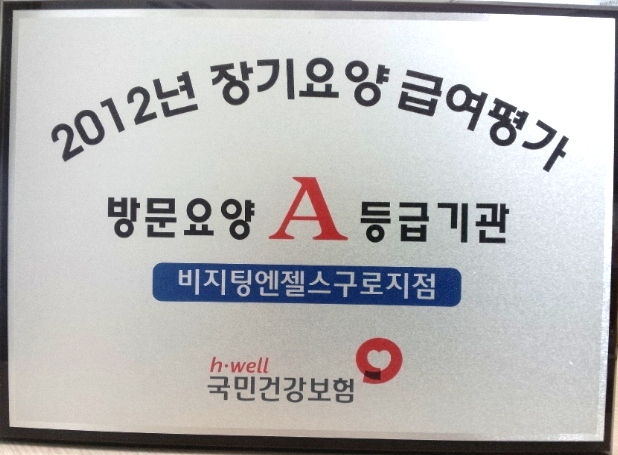 2012년 장기요양 급여평가
방문요양 A 등급기관
비지팅엔젤스구로지점
h·well
국민건강보험